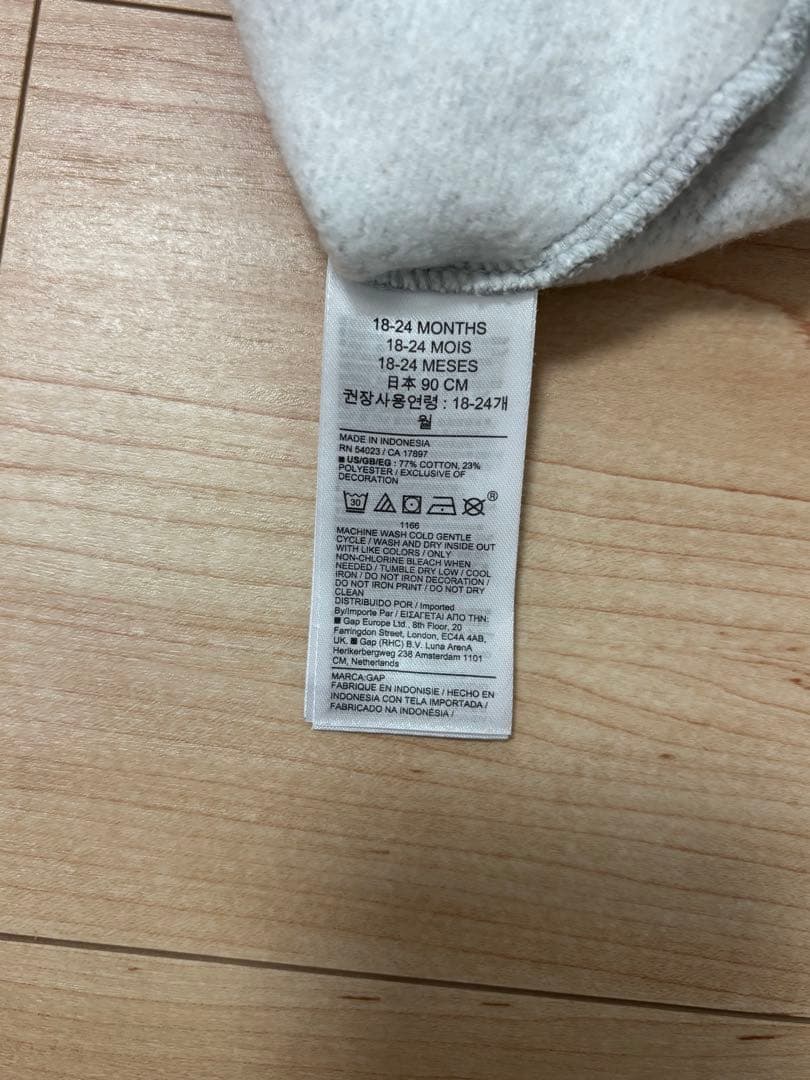 18-24 MONTHS
18-24 MOIS
18-24 MESES
日本 90 CM
권장사용연령 : 18-24개
월
MADE IN INDONESIA
RN 54023 / CA 17897
■ US/GB/EG : 77% COTTON, 23%
POLYESTER / EXCLUSIVE OF
DECORATION
30 ®
1166
MACHINE WASH COLD GENTLE
CYCLE / WASH AND DRY INSIDE OUT
WITH LIKE COLORS / ONLY
NON-CHLORINE BLEACH WHEN
NEEDED / TUMBLE DRY LOW / COOL
IRON / DO NOT IRON DECORATION /
DO NOT IRON PRINT / DO NOT DRY
CLEAN
DISTRIBUIDO POR / Imported
By/Importe Par / ΕΙΣΑΓΕΤΑΙ ΑΠΟ ΤΗΝ:
■ Gap Europe Ltd., 8th Floor, 20
Farringdon Street, London, EC4A 4AB,
UK. ■ Gap (RHC) B.V. Luna ArenA
Herikerbergweg 238 Amsterdam 1101
CM, Netherlands
MARCA:GAP
FABRIQUE EN INDONISIE / HECHO EN
INDONESIA CON TELA IMPORTADA /
FABRICADO NA INDONÉSIA /